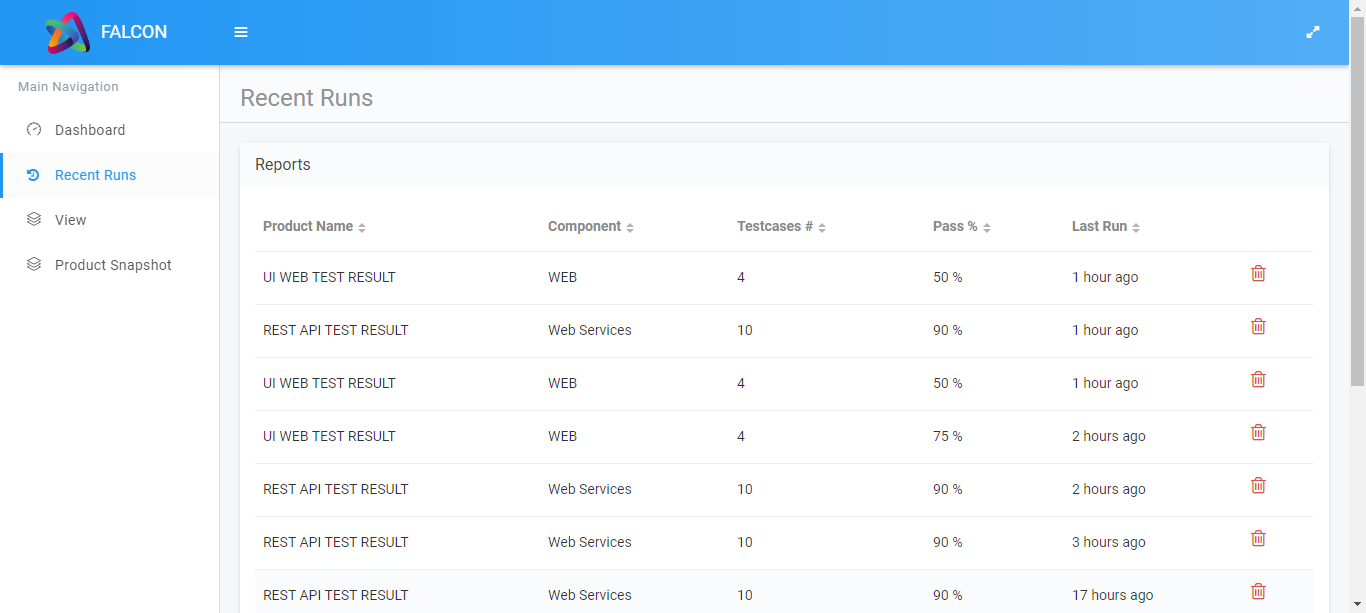 FALCON
Main Navigation
Dashboard
Recent Runs
View
Product Snapshot
Recent Runs
Reports
Product Name Component Testcases # Pass % Last Run
UI WEB TEST RESULT WEB 4 50 % 1 hour ago
REST API TEST RESULT Web Services 10 90 % 1 hour ago
UI WEB TEST RESULT WEB 4 50 % 1 hour ago
UI WEB TEST RESULT WEB 4 75 % 2 hours ago
REST API TEST RESULT Web Services 10 90 % 2 hours ago
REST API TEST RESULT Web Services 10 90 % 3 hours ago
REST API TEST RESULT Web Services 10 90 % 17 hours ago